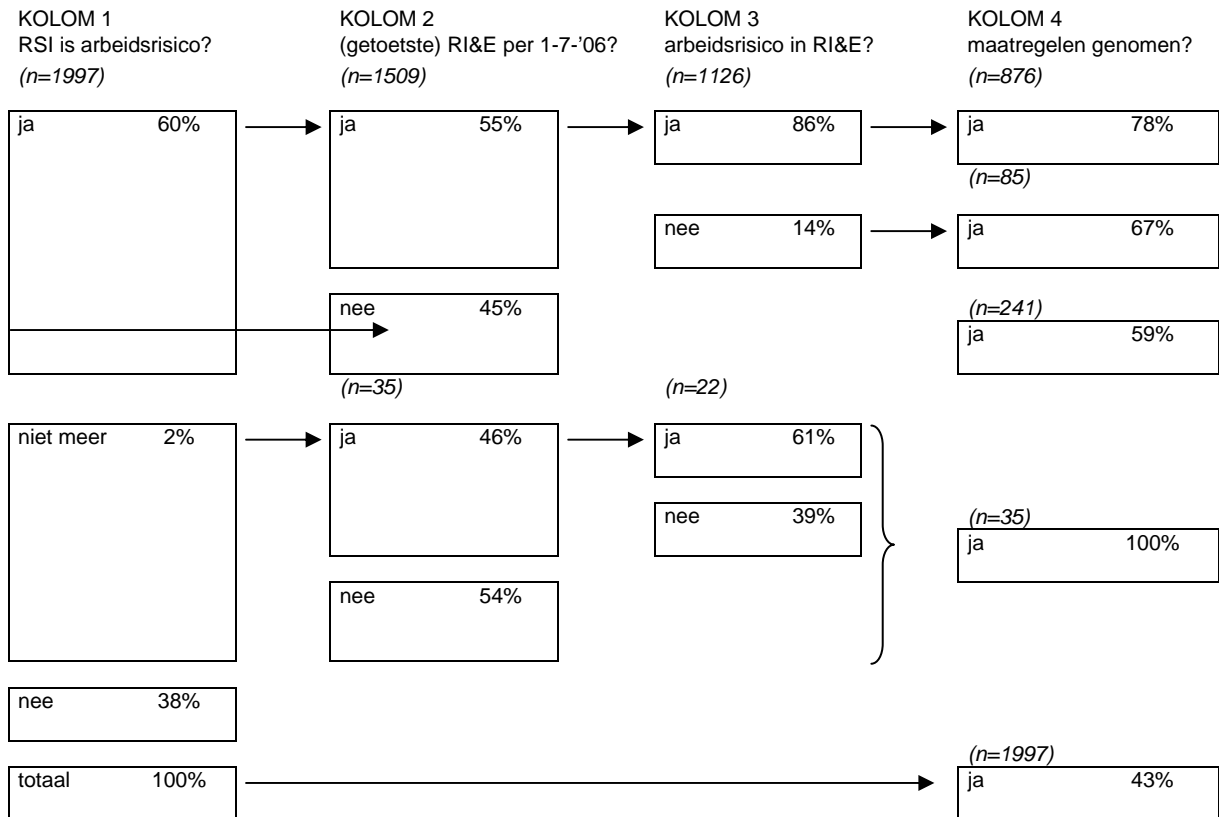 KOLOM 1 KOLOM 2 KOLOM 3 KOLOM 4
RSI is arbeidsrisico? (getoetste) RI&E per 1-7-'06? arbeidsrisico in RI&E? maatregelen genomen?
(n=1997) (n=1509) (n=1126) (n=876)
ja 60% ja 55% ja 86% ja 78%
(n=85)
nee 14% ja 67%
nee 45% (n=241)
ja 59%
(n=35) (n=22)
niet meer 2% ja 46% ja 61%
nee 39% (n=35)
ja 100%
nee 54%
nee 38%
(n=1997)
totaal 100% ja 43%